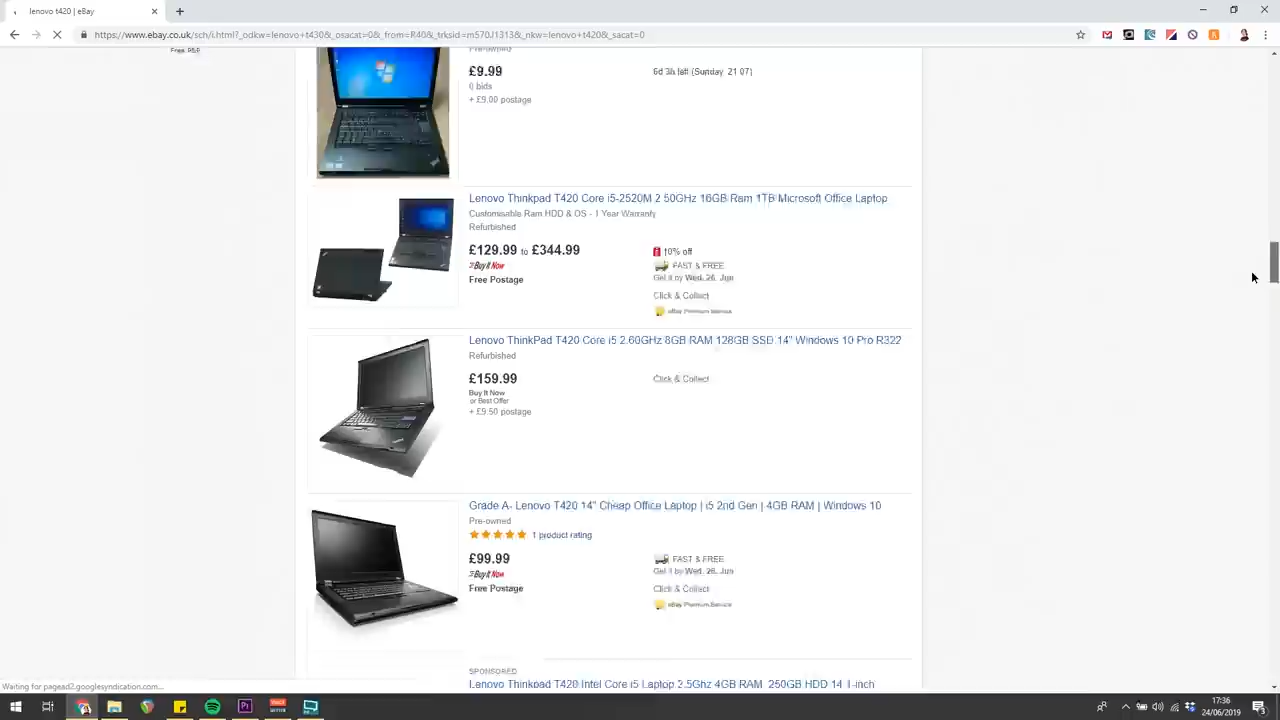 lenovo t420 | eBay
https://www.ebay.co.uk/sch/i.html?_odkw=lenovo+t430&_osacat=0&_from=R40&_trksid=m570.l1313&_nkw=lenovo+t420&_sacat=0
Free P&P
Pre-owned
£9.99
0 bids
+ £9.00 postage
6d 3h left (Sunday, 21:07)
Lenovo Thinkpad T420 Core i5-2520M 2.50GHz 16GB Ram 1TB Microsoft Office Laptop
Customisable Ram HDD & OS - 1 Year Warranty
Refurbished
£129.99 to £344.99
Buy It Now
Free Postage
10% off
FAST & FREE
Get it by Wed, 26. Jun
Click & Collect
eBay Premium Service
Lenovo ThinkPad T420 Core i5 2.60GHz 8GB RAM 128GB SSD 14" Windows 10 Pro R322
Refurbished
£159.99
Buy It Now
or Best Offer
+ £9.50 postage
Click & Collect
Grade A- Lenovo T420 14" Cheap Office Laptop | i5 2nd Gen | 4GB RAM | Windows 10
Pre-owned
1 product rating
£99.99
Buy It Now
Free Postage
FAST & FREE
Get it by Wed, 26. Jun
Click & Collect
eBay Premium Service
SPONSORED
Lenovo Thinkpad T420 Intel Core i5 Laptop 2.5Ghz 4GB RAM 250GB HDD 14.1-inch
Waiting for pagead2.googlesyndication.com...
17:36
24/06/2019